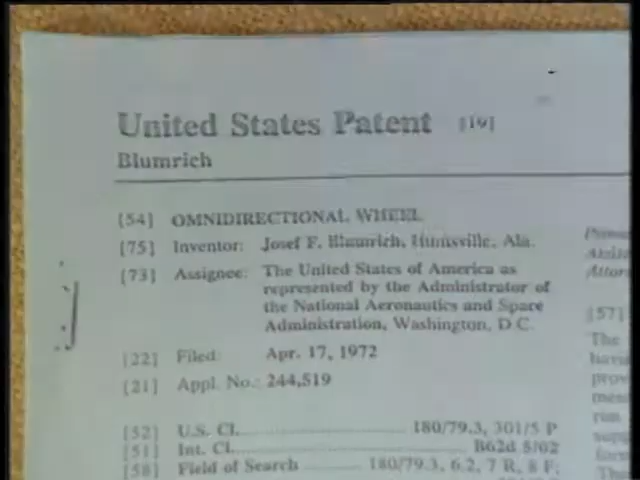 United States Patent [19]
Blumrich
[54] OMNIDIRECTIONAL WHEEL
[75] Inventor: Josef F. Blumrich, Huntsville, Ala.
[73] Assignee: The United States of America as
represented by the Administrator of
the National Aeronautics and Space
Administration, Washington, D.C.
[22] Filed: Apr. 17, 1972
[21] Appl. No.: 244,519
[52] U.S. Cl. 180/79.3, 301/5 P
[51] Int. Cl. B62d 5/02
[58] Field of Search 180/79.3, 6.2, 7 R, 8 F;
[57]
The